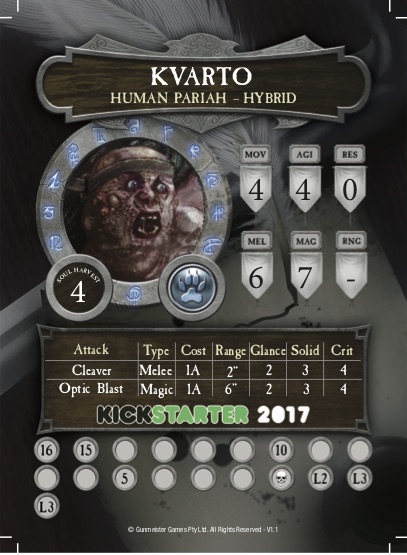 KVARTO
HUMAN PARIAH - HYBRID
MOV AGI RES
4 4 0
MEL MAG RNG
6 7 -
SOUL HARVEST
4
Attack Type Cost Range Glance Solid Crit
Cleaver Melee 1A 2" 2 3 4
Optic Blast Magic 1A 6" 2 3 4
KICKSTARTER 2017
16 15 10
5 L2 L3
L3
© Gunmeister Games Pty Ltd. All Rights Reserved - V1.1